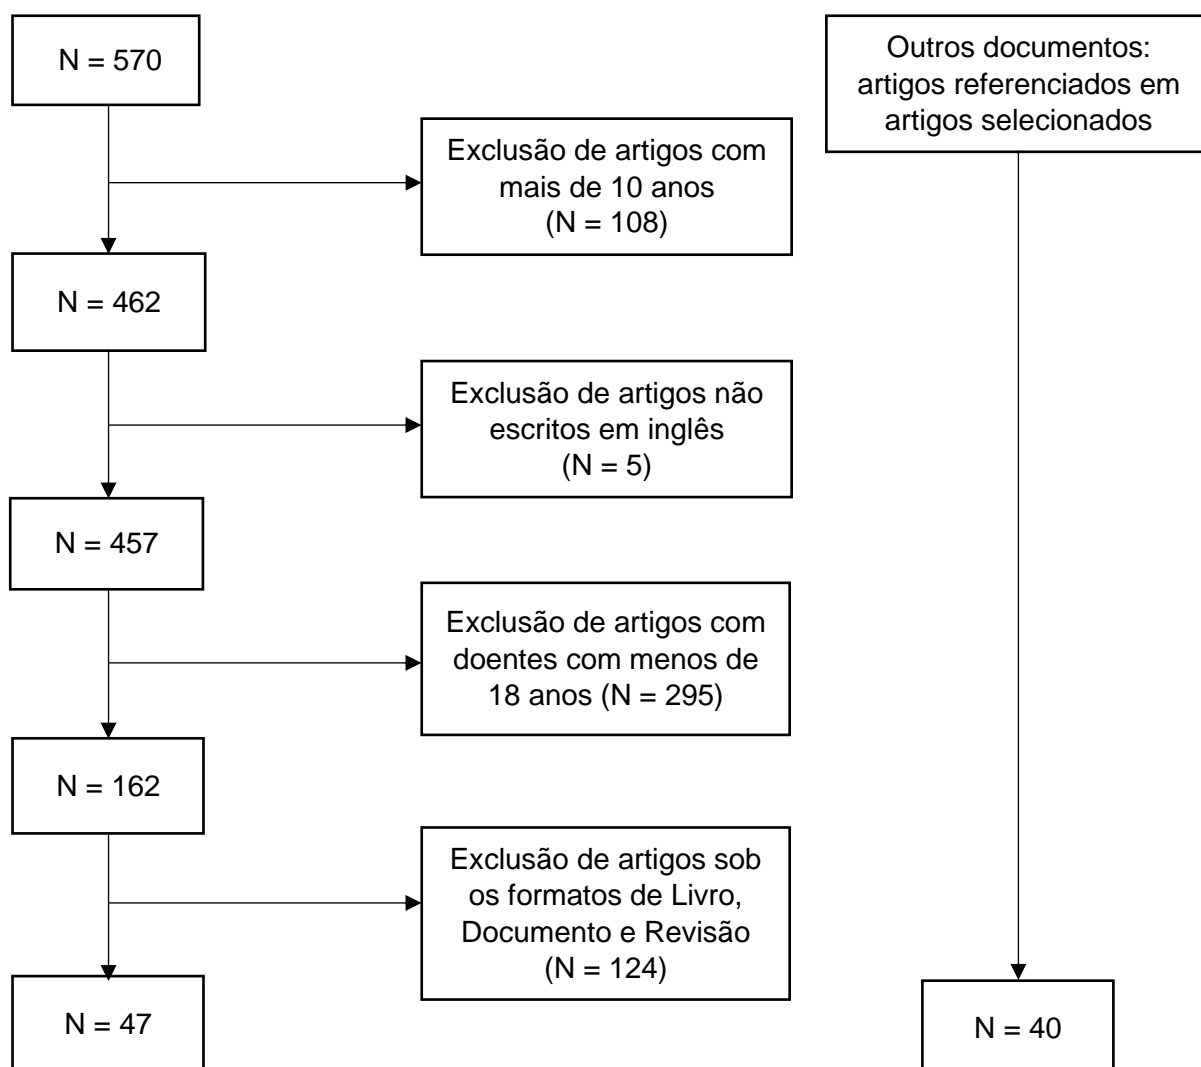 N = 570
Outros documentos:
artigos referenciados em
artigos selecionados
Exclusão de artigos com
mais de 10 anos
(N = 108)
N = 462
Exclusão de artigos não
escritos em inglês
(N = 5)
N = 457
Exclusão de artigos com
doentes com menos de
18 anos (N = 295)
N = 162
Exclusão de artigos sob
os formatos de Livro,
Documento e Revisão
(N = 124)
N = 47
N = 40